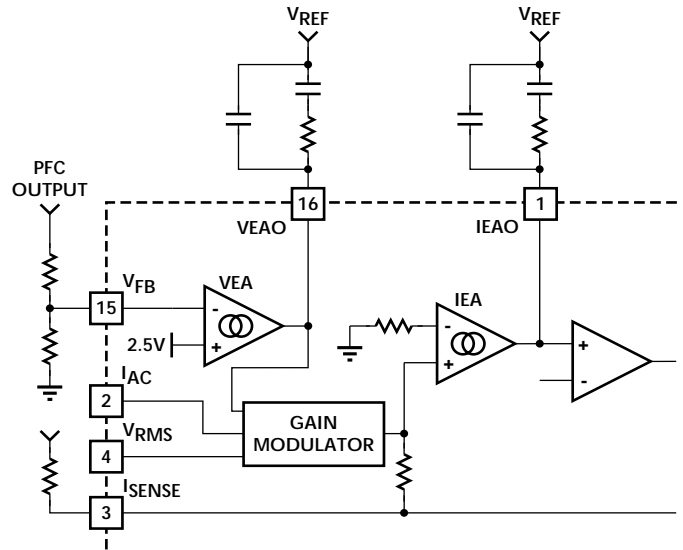 VREF
VREF
PFC
OUTPUT
16
1
VEAO
IEAO
VFB
VEA
IEA
15
-
+
2.5V
-
+
+
-
IAC
2
GAIN
MODULATOR
VRMS
4
ISENSE
3